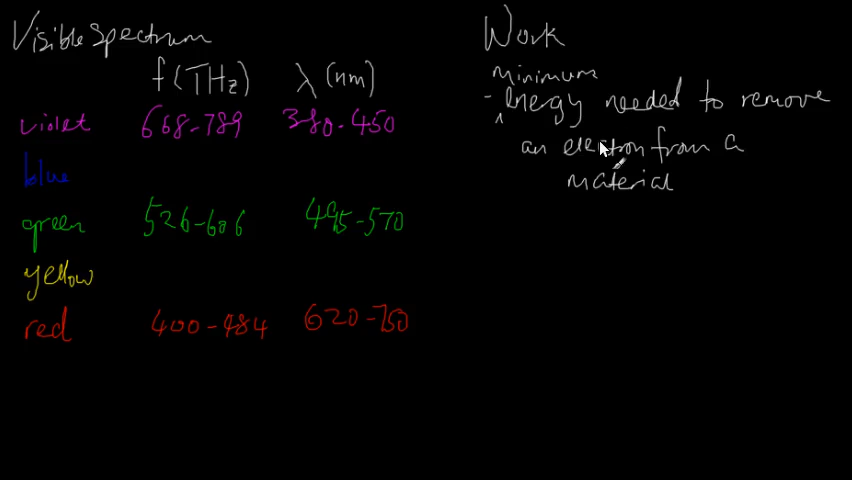 Visible Spectrum
f (THz) λ (nm)
violet 668-789 380-450
blue
green 526-606 495-570
yellow
red 400-484 620-750
Work
minimum
- ^energy needed to remove
an electron from a
material